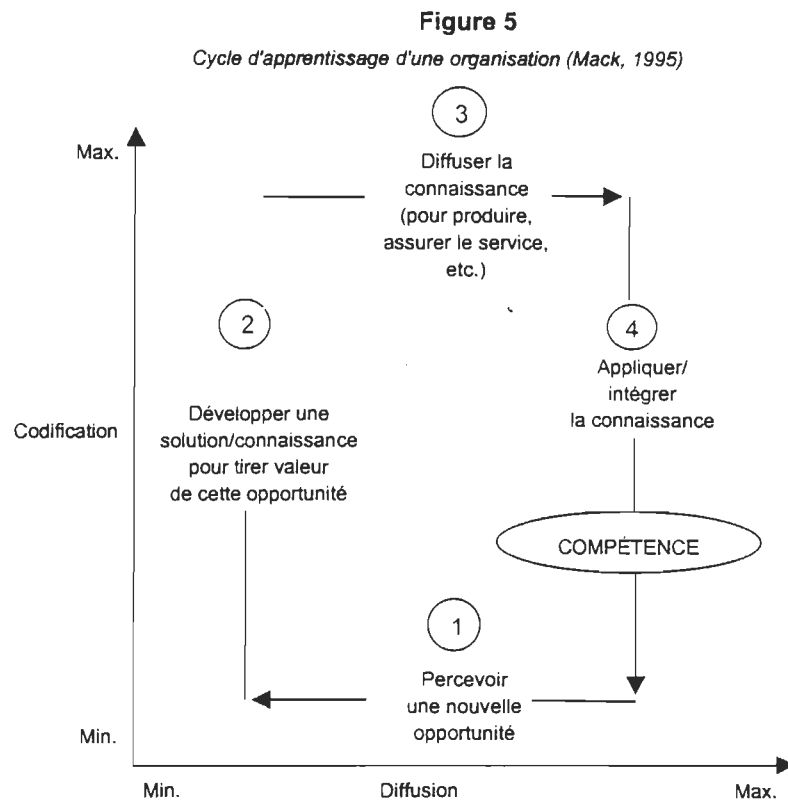 Figure 5
Cycle d'apprentissage d'une organisation (Mack, 1995)
3
Max.
Diffuser la
connaissance
(pour produire,
assurer le service,
etc.)
2
4
Appliquer/
intégrer
la connaissance
Codification
Développer une
solution/connaissance
pour tirer valeur
de cette opportunité
COMPÉTENCE
1
Percevoir
une nouvelle
opportunité
Min.
Min.
Diffusion
Max.